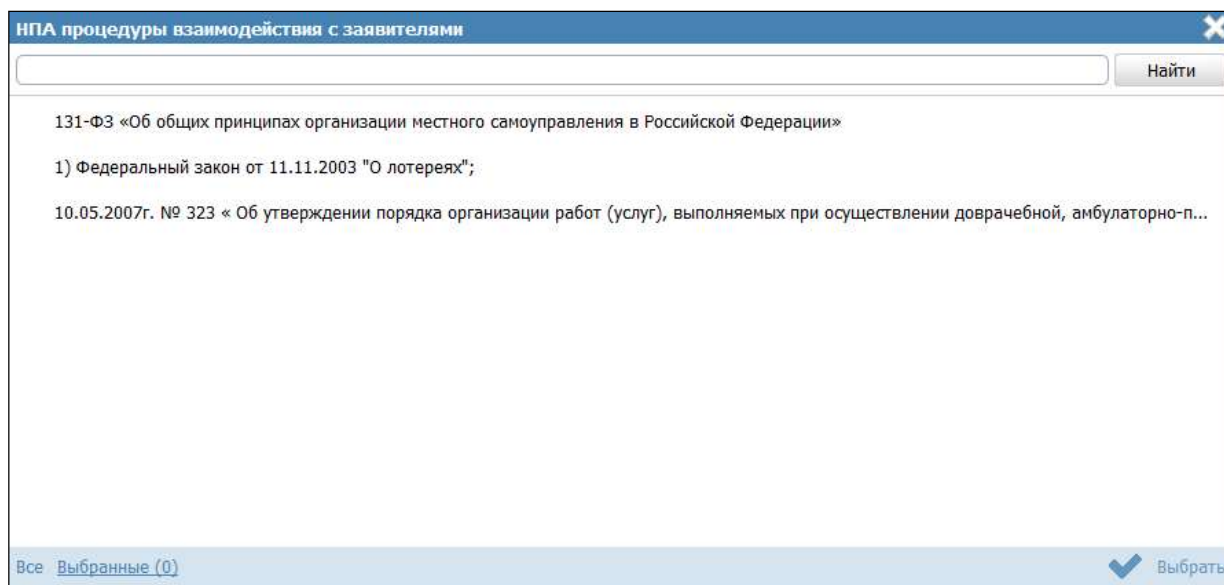 НПА процедуры взаимодействия с заявителями
Найти
131-ФЗ «Об общих принципах организации местного самоуправления в Российской Федерации»
1) Федеральный закон от 11.11.2003 "О лотереях";
10.05.2007г. № 323 « Об утверждении порядка организации работ (услуг), выполняемых при осуществлении доврачебной, амбулаторно-п...
Все Выбранные (0) Выбрать